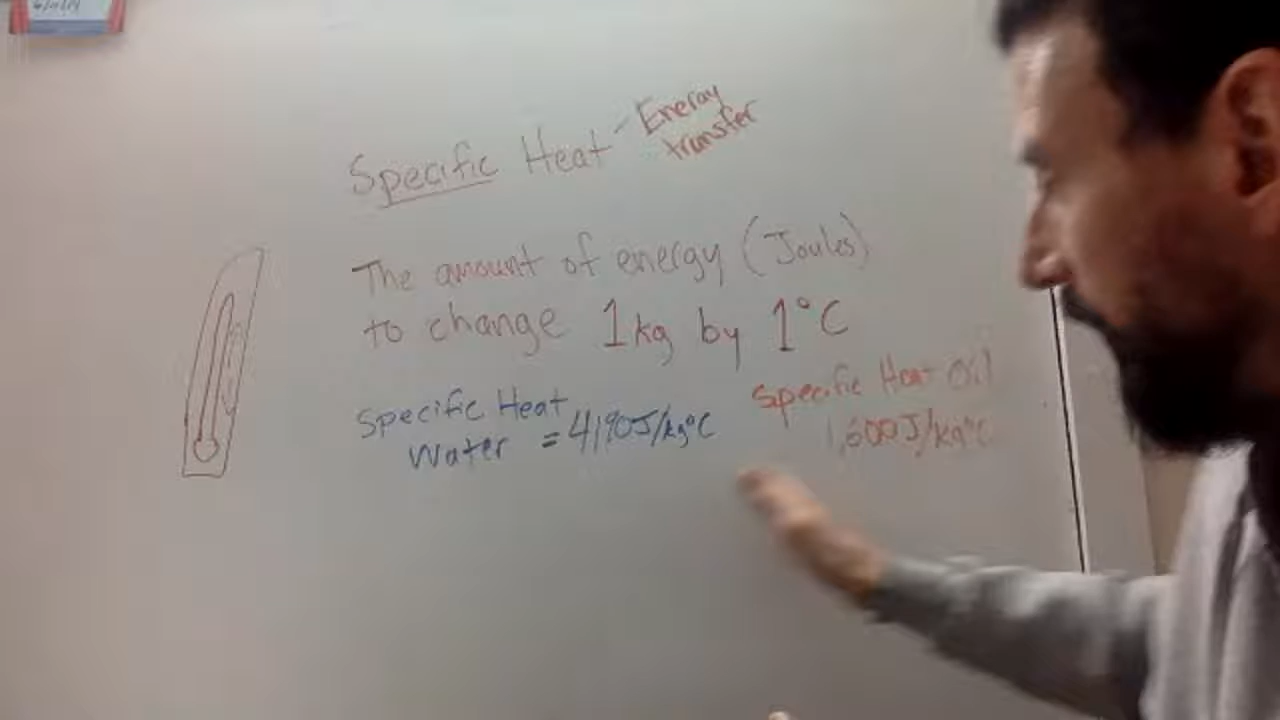 Specific Heat - Energy
transfer
The amount of energy (Joules)
to change 1kg by 1°C
Specific Heat
Water = 4190J/kg°C
Specific Heat Oil
1,600J/kg°C